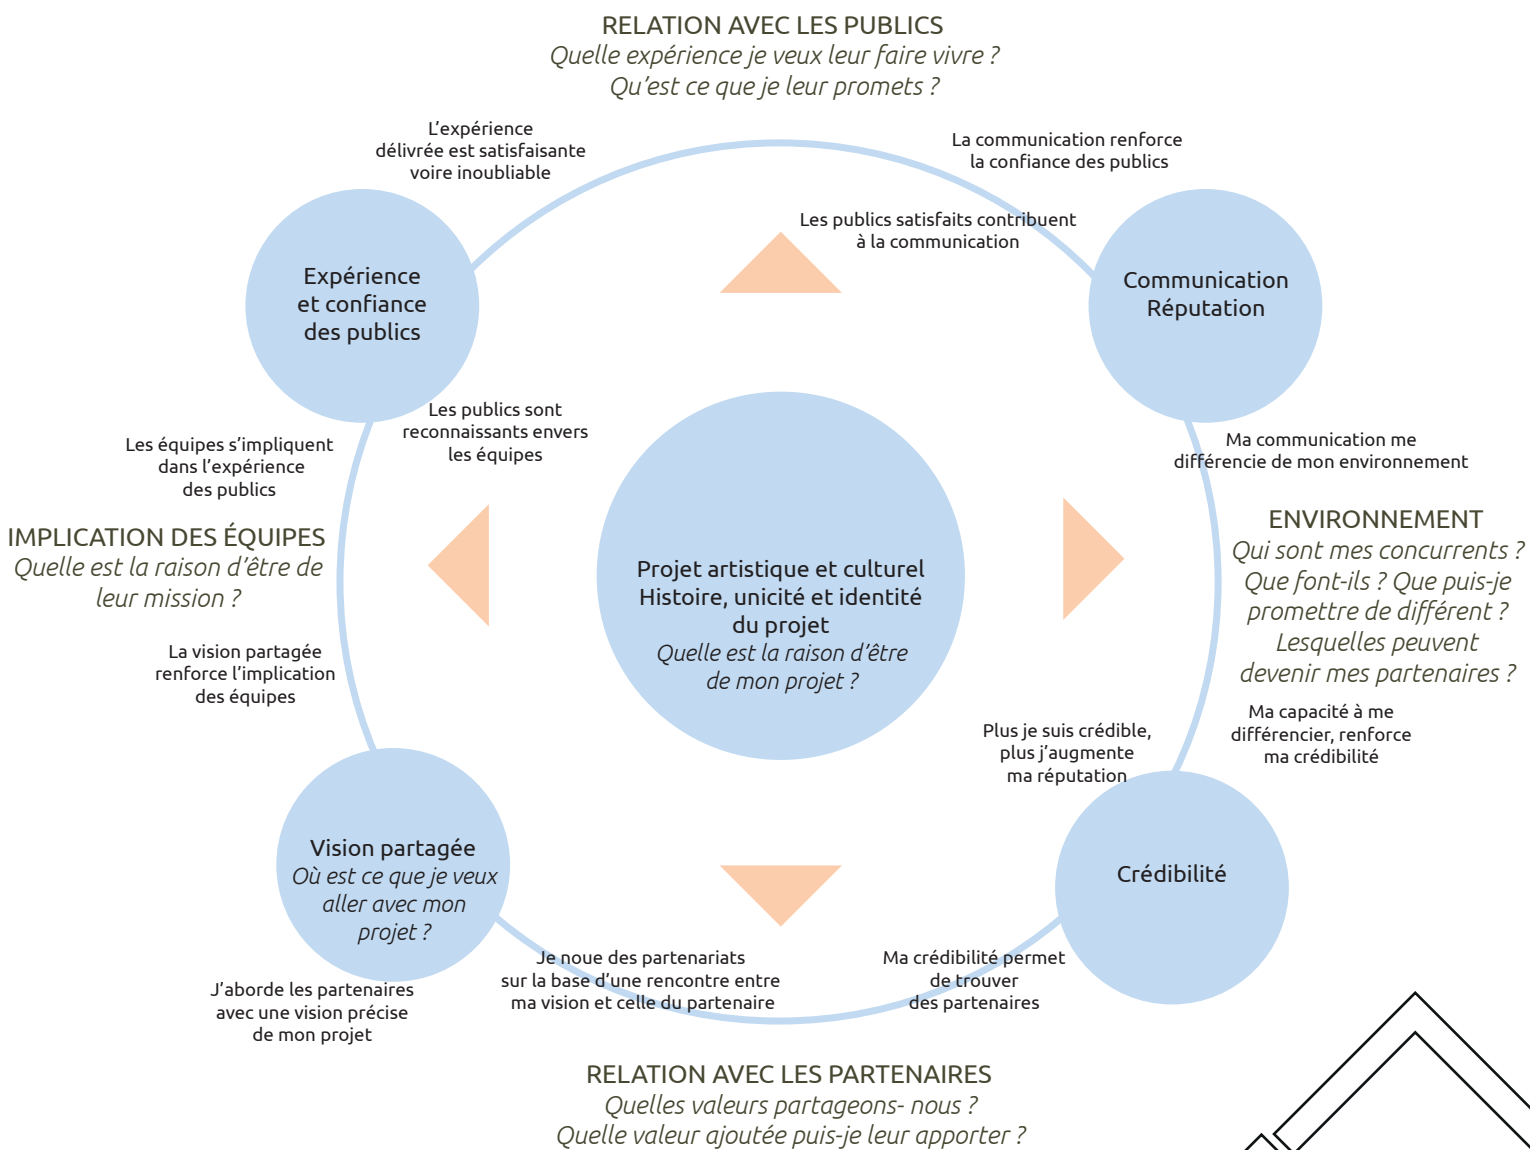 RELATION AVEC LES PUBLICS
Quelle expérience je veux leur faire vivre ?
Qu’est ce que je leur promets ?
L’expérience
délivrée est satisfaisante
voire inoubliable
La communication renforce
la confiance des publics
Les publics satisfaits contribuent
à la communication
Expérience
et confiance
des publics
Communication
Réputation
Les publics sont
reconnaissants envers
les équipes
Les équipes s’impliquent
dans l’expérience
des publics
Ma communication me
différencie de mon environnement
IMPLICATION DES ÉQUIPES
Quelle est la raison d’être de
leur mission ?
ENVIRONNEMENT
Qui sont mes concurrents ?
Que font-ils ? Que puis-je
promettre de différent ?
Lesquelles peuvent
devenir mes partenaires ?
Projet artistique et culturel
Histoire, unicité et identité
du projet
Quelle est la raison d’être
de mon projet ?
La vision partagée
renforce l’implication
des équipes
Plus je suis crédible,
plus j’augmente
ma réputation
Ma capacité à me
différencier, renforce
ma crédibilité
Vision partagée
Où est ce que je veux
aller avec mon
projet ?
Crédibilité
J’aborde les partenaires
avec une vision précise
de mon projet
Je noue des partenariats
sur la base d’une rencontre entre
ma vision et celle du partenaire
Ma crédibilité permet
de trouver
des partenaires
RELATION AVEC LES PARTENAIRES
Quelles valeurs partageons- nous ?
Quelle valeur ajoutée puis-je leur apporter ?